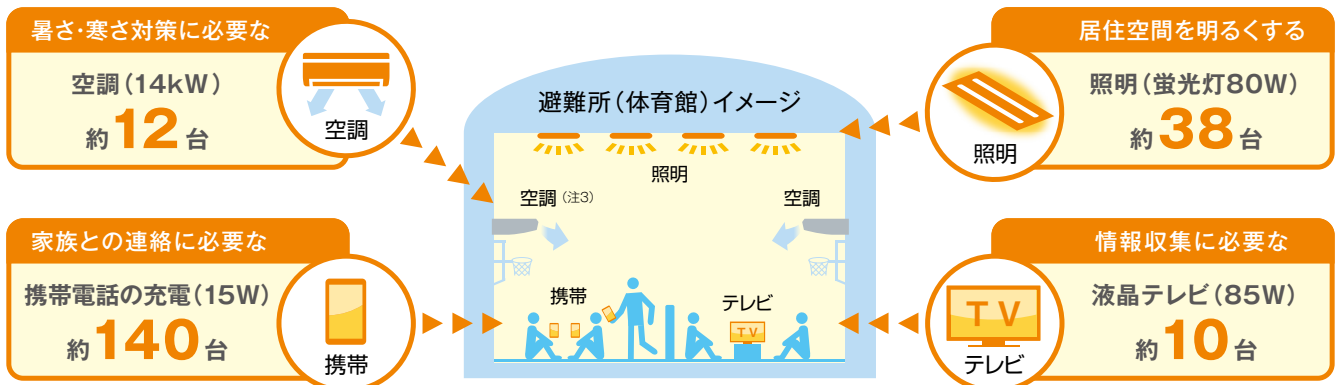 暑さ・寒さ対策に必要な
空調(14kW)
約12台
空調
家族との連絡に必要な
携帯電話の充電(15W)
約140台
携帯
避難所(体育館)イメージ
照明
空調(注3)
空調
携帯
テレビ
TV
居住空間を明るくする
照明(蛍光灯80W)
約38台
照明
情報収集に必要な
液晶テレビ(85W)
約10台
TV
テレビ